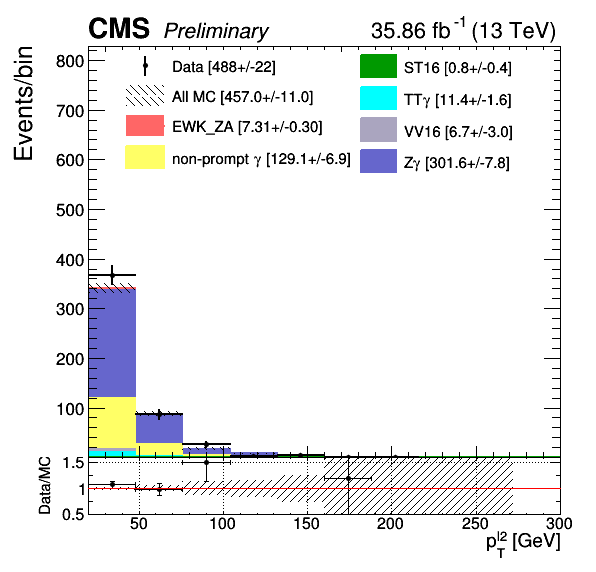 CMS Preliminary 35.86 fb⁻¹ (13 TeV)
Events/bin
800
700
600
500
400
300
200
100
Data [488+/-22]
All MC [457.0+/-11.0]
EWK_ZA [7.31+/-0.30]
non-prompt γ [129.1+/-6.9]
ST16 [0.8+/-0.4]
TTγ [11.4+/-1.6]
VV16 [6.7+/-3.0]
Zγ [301.6+/-7.8]
Data/MC
1.5
1
0.5
50 100 150 200 250 300
p_T^l2 [GeV]